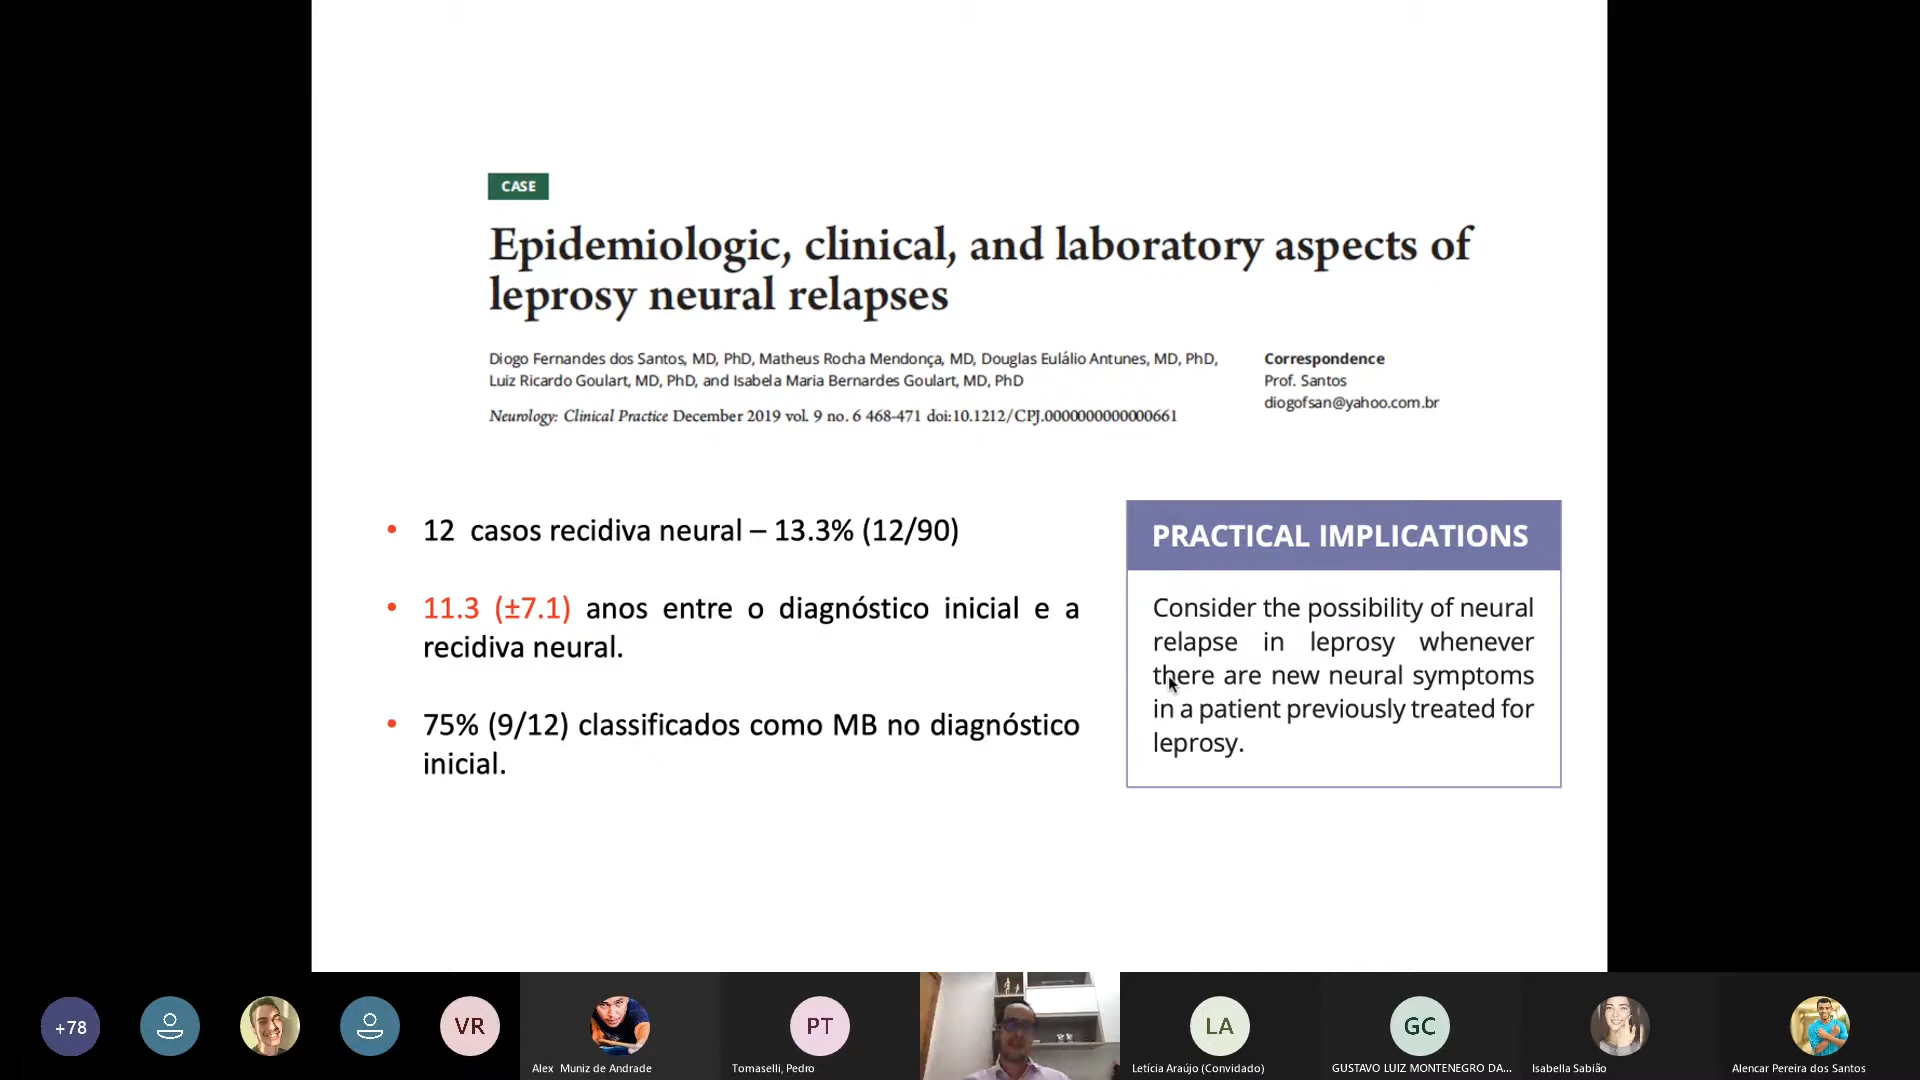 CASE
Epidemiologic, clinical, and laboratory aspects of
leprosy neural relapses
Diogo Fernandes dos Santos, MD, PhD, Matheus Rocha Mendonça, MD, Douglas Eulálio Antunes, MD, PhD,
Luiz Ricardo Goulart, MD, PhD, and Isabela Maria Bernardes Goulart, MD, PhD
Neurology: Clinical Practice December 2019 vol. 9 no. 6 468-471 doi:10.1212/CPJ.0000000000000661
Correspondence
Prof. Santos
diogofsan@yahoo.com.br
• 12 casos recidiva neural – 13.3% (12/90)
• 11.3 (±7.1) anos entre o diagnóstico inicial e a
recidiva neural.
• 75% (9/12) classificados como MB no diagnóstico
inicial.
PRACTICAL IMPLICATIONS
Consider the possibility of neural
relapse in leprosy whenever
there are new neural symptoms
in a patient previously treated for
leprosy.
+78
VR
Alex Muniz de Andrade
PT
Tomaselli, Pedro
LA
Letícia Araújo (Convidado)
GC
GUSTAVO LUIZ MONTENEGRO DA...
Isabella Sabião
Alencar Pereira dos Santos